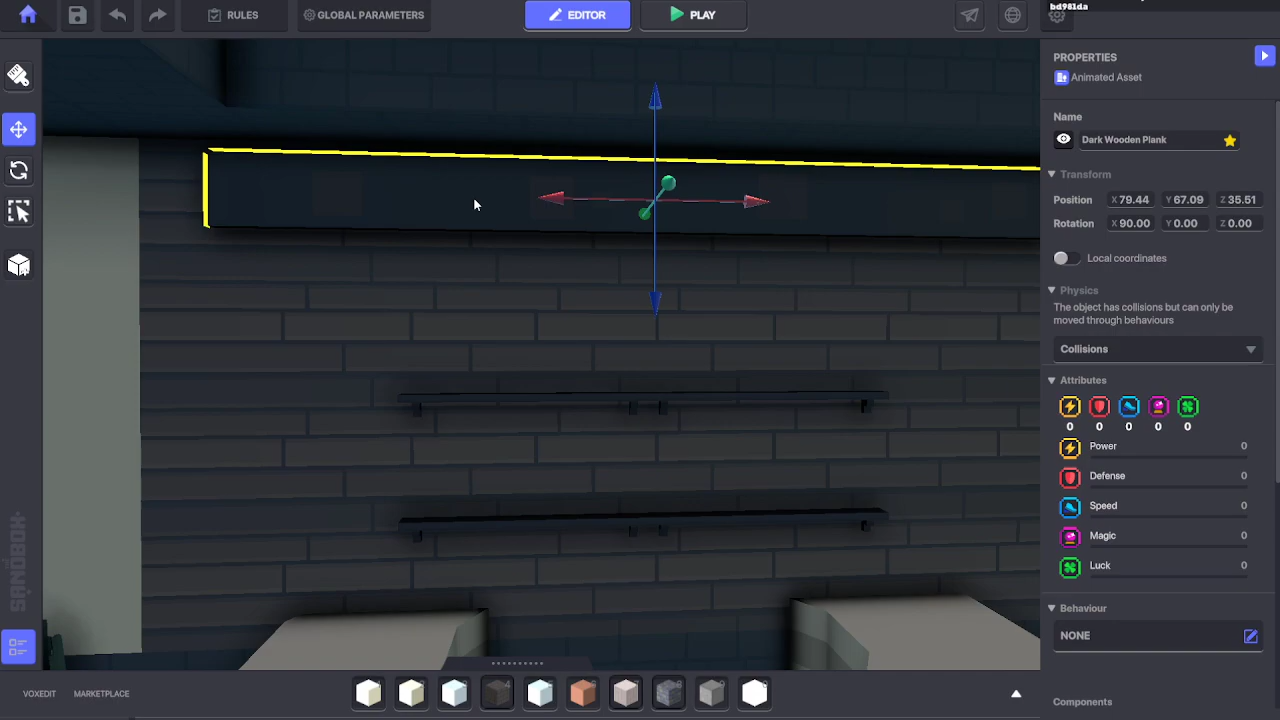 bd981da
RULES
GLOBAL PARAMETERS
EDITOR
PLAY
PROPERTIES
Animated Asset
Name
Dark Wooden Plank
Transform
Position X 79.44 Y 67.09 Z 35.51
Rotation X 90.00 Y 0.00 Z 0.00
Local coordinates
Physics
The object has collisions but can only be
moved through behaviours
Collisions
Attributes
0 0 0 0 0
Power 0
Defense 0
Speed 0
Magic 0
Luck 0
Behaviour
NONE
Components
THE SANDBOX
VOXEDIT
MARKETPLACE